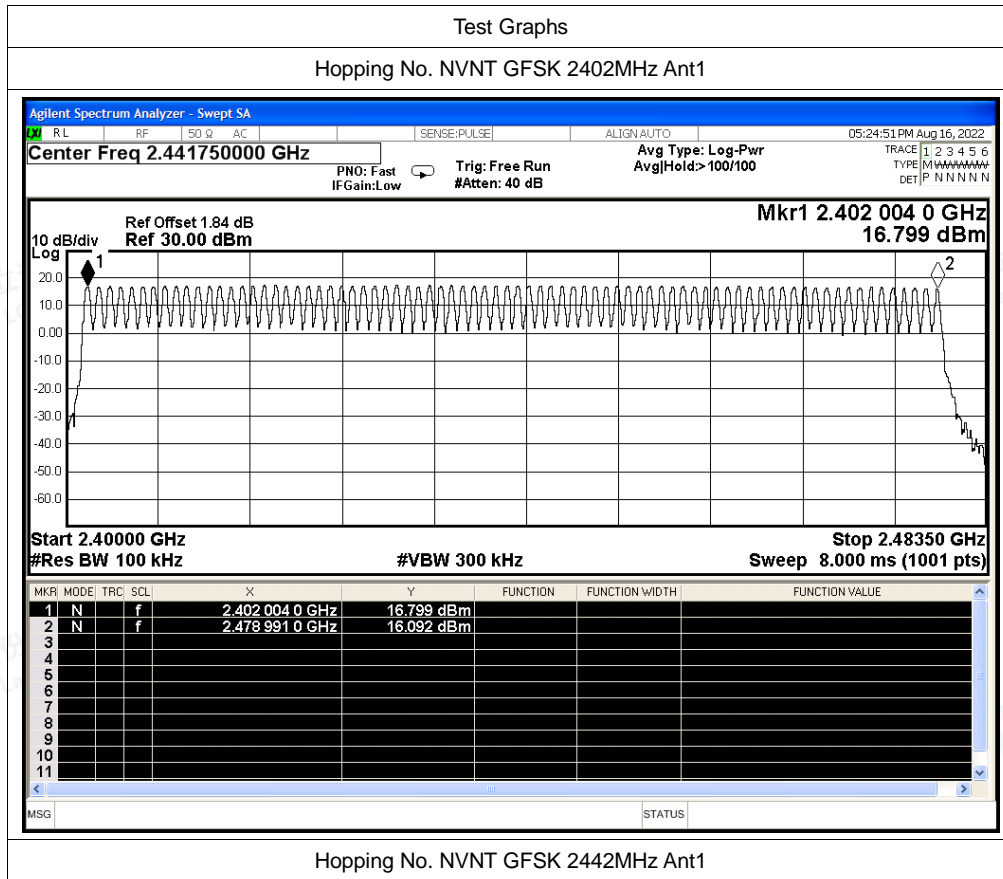 Test Graphs
Hopping No. NVNT GFSK 2402MHz Ant1
Agilent Spectrum Analyzer - Swept SA
LXI RL RF 50 Ω AC SENSE:PULSE ALIGN AUTO 05:24:51 PM Aug 16, 2022
Center Freq 2.441750000 GHz Avg Type: Log-Pwr TRACE 1 2 3 4 5 6
PNO: Fast Trig: Free Run Avg|Hold:>100/100 TYPE M
IFGain:Low #Atten: 40 dB DET P N N N N N
Ref Offset 1.84 dB Mkr1 2.402 004 0 GHz
10 dB/div Ref 30.00 dBm 16.799 dBm
Log
1
2
20.0
10.0
0.00
-10.0
-20.0
-30.0
-40.0
-50.0
-60.0
Start 2.40000 GHz Stop 2.48350 GHz
#Res BW 100 kHz #VBW 300 kHz Sweep 8.000 ms (1001 pts)
MKR MODE TRC SCL X Y FUNCTION FUNCTION WIDTH FUNCTION VALUE
1 N f 2.402 004 0 GHz 16.799 dBm
2 N f 2.478 991 0 GHz 16.092 dBm
3
4
5
6
7
8
9
10
11
MSG STATUS
Hopping No. NVNT GFSK 2442MHz Ant1